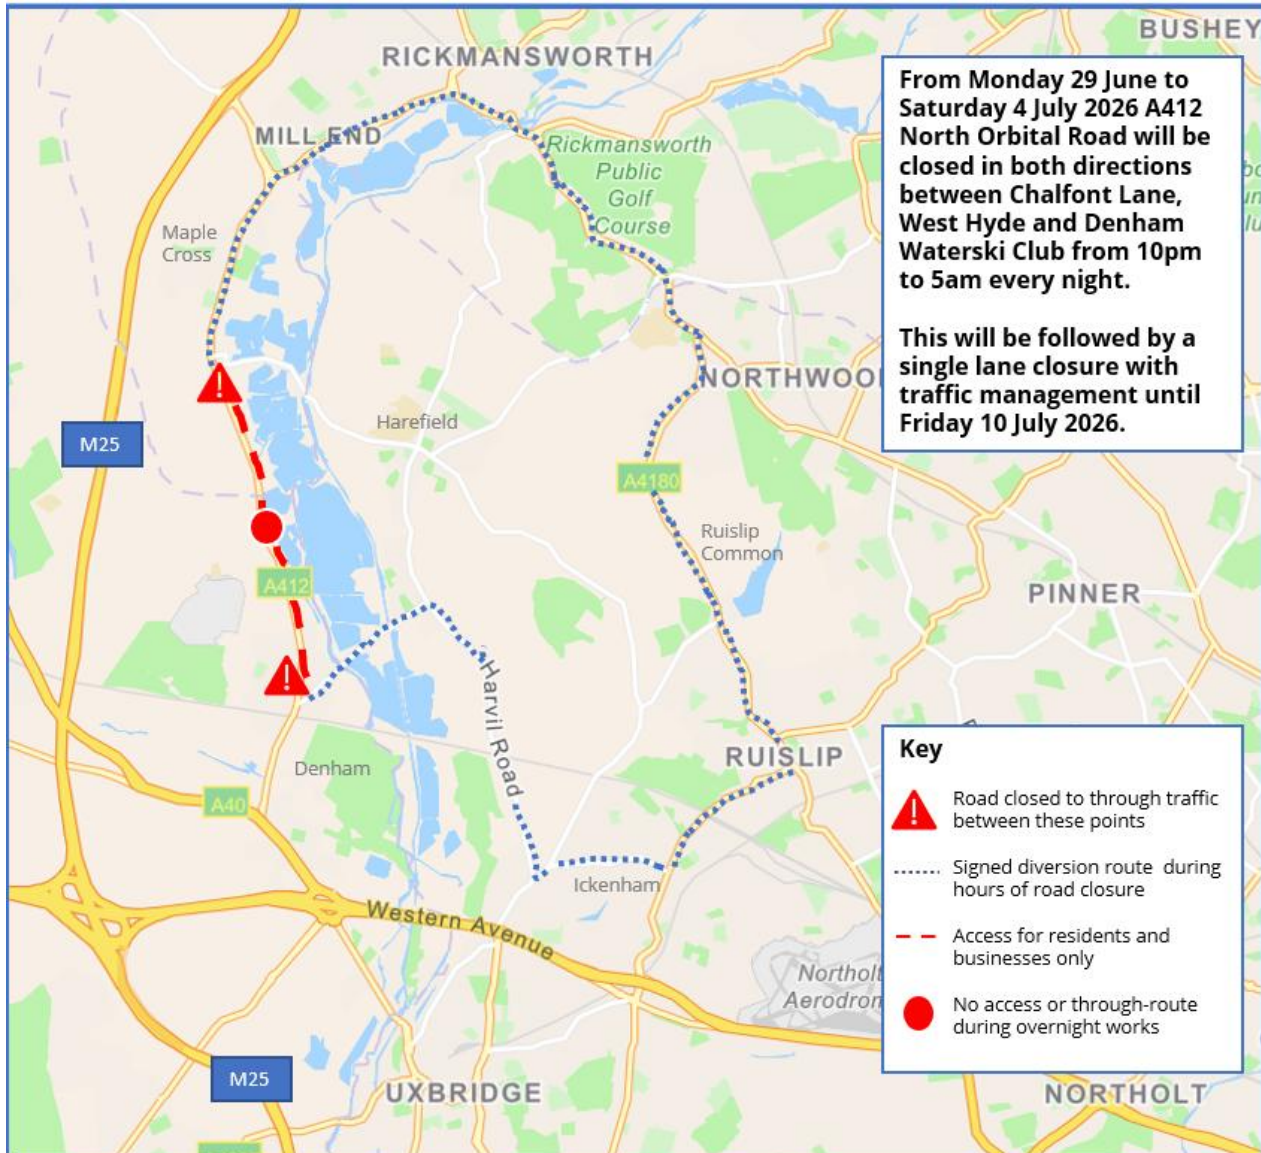 BUSHEY
RICKMANSWORTH
From Monday 29 June to
Saturday 4 July 2026 A412
North Orbital Road will be
closed in both directions
between Chalfont Lane,
West Hyde and Denham
Waterski Club from 10pm
to 5am every night.
This will be followed by a
single lane closure with
traffic management until
Friday 10 July 2026.
MILL END
Rickmansworth
Public
Golf
Course
Maple
Cross
NORTHWOO
Harefield
M25
A4180
Ruislip
Common
A412
PINNER
Harvil Road
RUISLIP
Denham
A40
Ickenham
Western Avenue
Northolt
Aerodrom
Key
Road closed to through traffic
between these points
Signed diversion route during
hours of road closure
Access for residents and
businesses only
No access or through-route
during overnight works
M25
UXBRIDGE
NORTHOLT